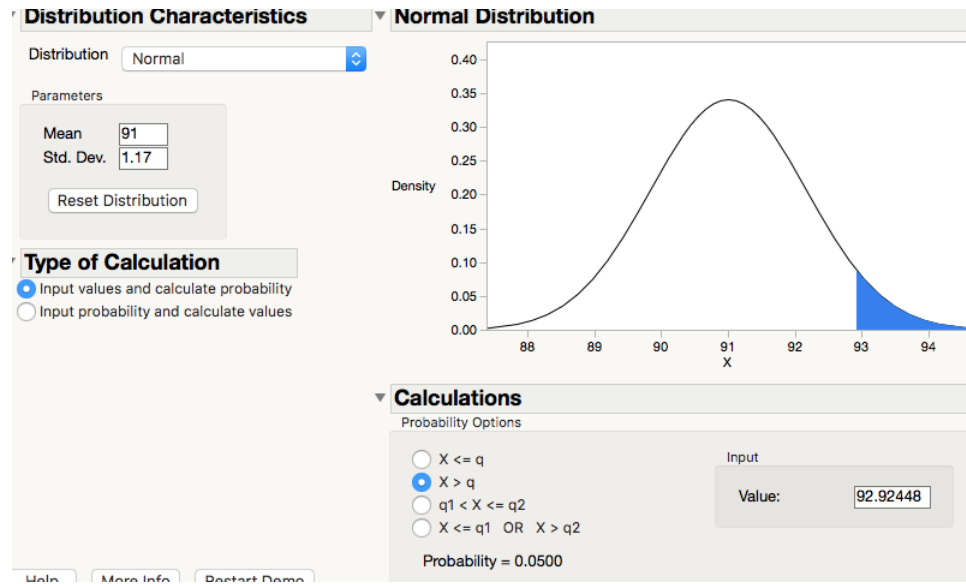 Distribution Characteristics
Distribution Normal
Parameters
Mean 91
Std. Dev. 1.17
Reset Distribution
Type of Calculation
Input values and calculate probability
Input probability and calculate values
Help More Info Restart Demo
Normal Distribution
0.40
0.35
0.30
0.25
Density 0.20
0.15
0.10
0.05
0.00
88 89 90 91 92 93 94
X
Calculations
Probability Options
X <= q
X > q
q1 < X <= q2
X <= q1 OR X > q2
Input
Value: 92.92448
Probability = 0.0500